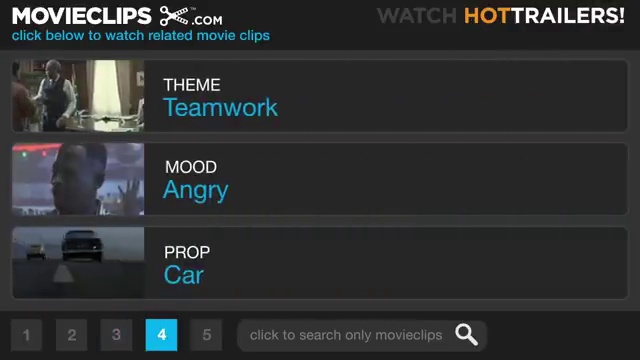 MOVIECLIPS™.COM
WATCH HOTTRAILERS!
click below to watch related movie clips
THEME
Teamwork
MOOD
Angry
PROP
Car
1 2 3 4 5
click to search only movieclips